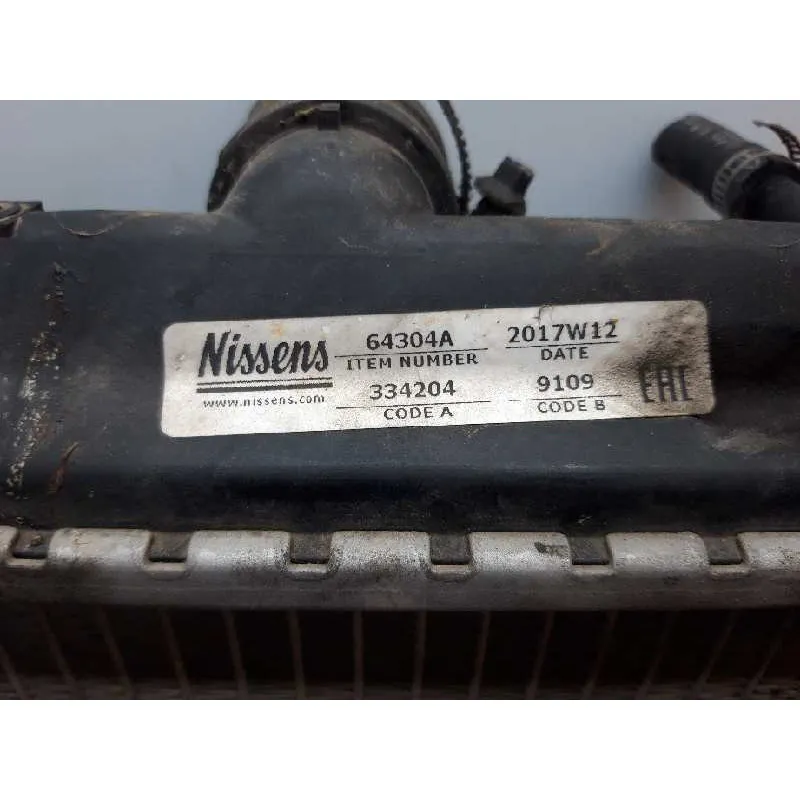 Nissens 64304A 2017W12
ITEM NUMBER DATE
334204 9109
www.nissens.com CODE A CODE B
EAC